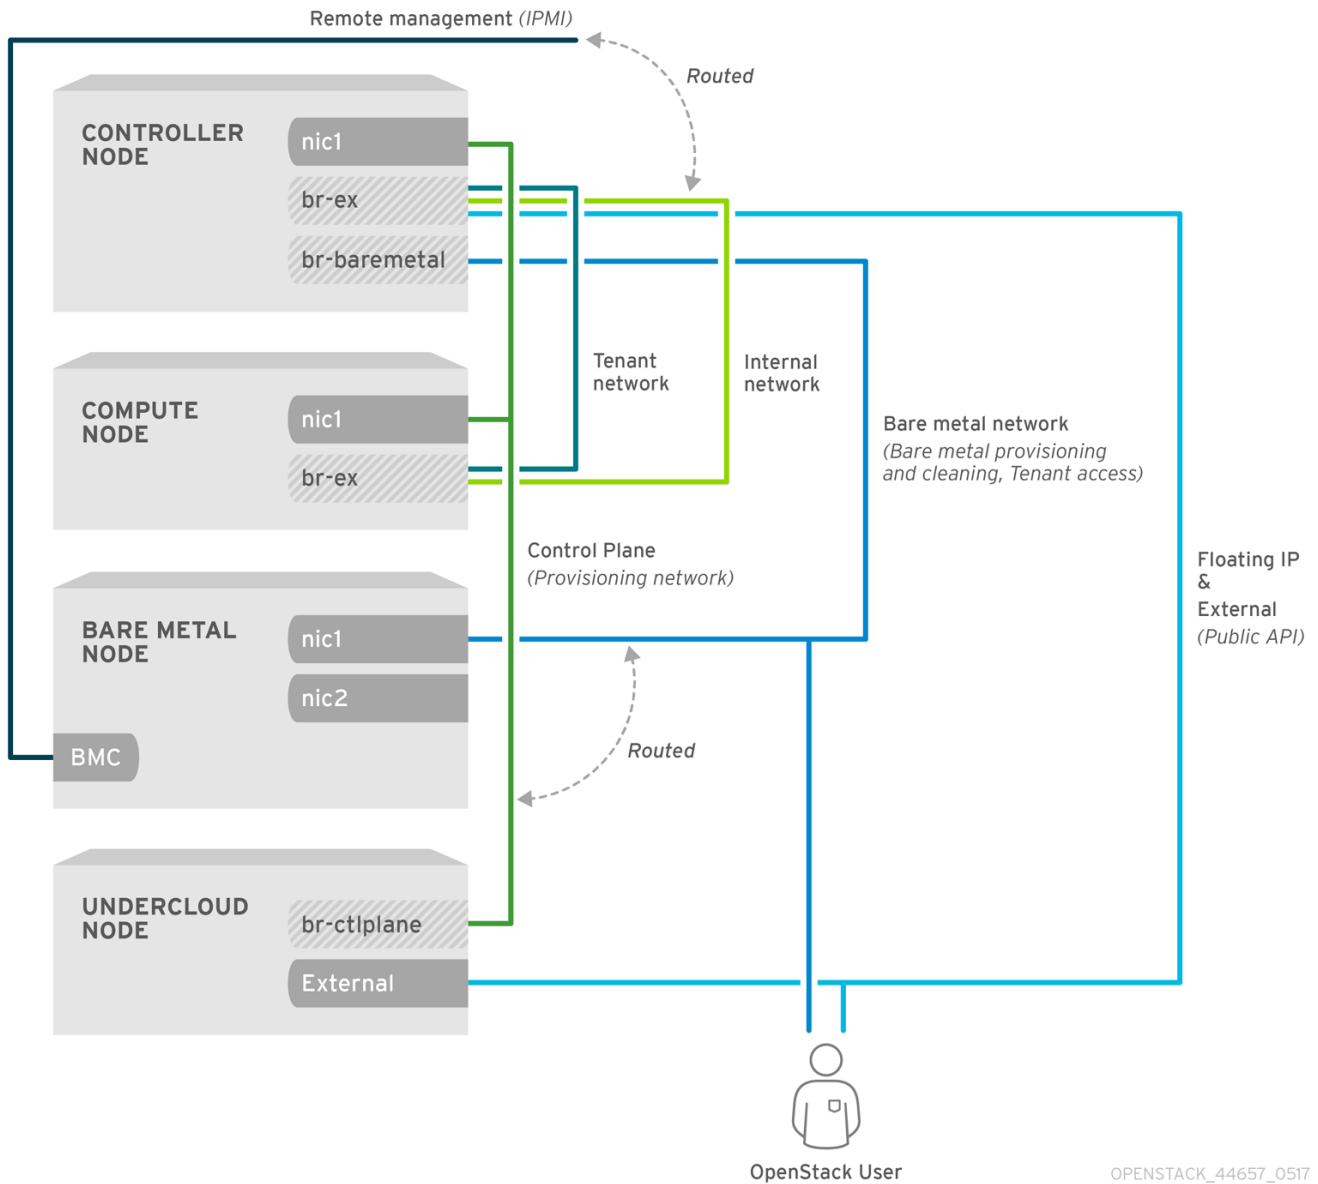 Remote management (IPMI)
Routed
CONTROLLER
NODE
nic1
br-ex
br-baremetal
Tenant
network
Internal
network
COMPUTE
NODE
nic1
br-ex
Bare metal network
(Bare metal provisioning
and cleaning, Tenant access)
Control Plane
(Provisioning network)
Floating IP
&
External
(Public API)
BARE METAL
NODE
nic1
nic2
BMC
Routed
UNDERCLOUD
NODE
br-ctlplane
External
OpenStack User
OPENSTACK_44657_0517